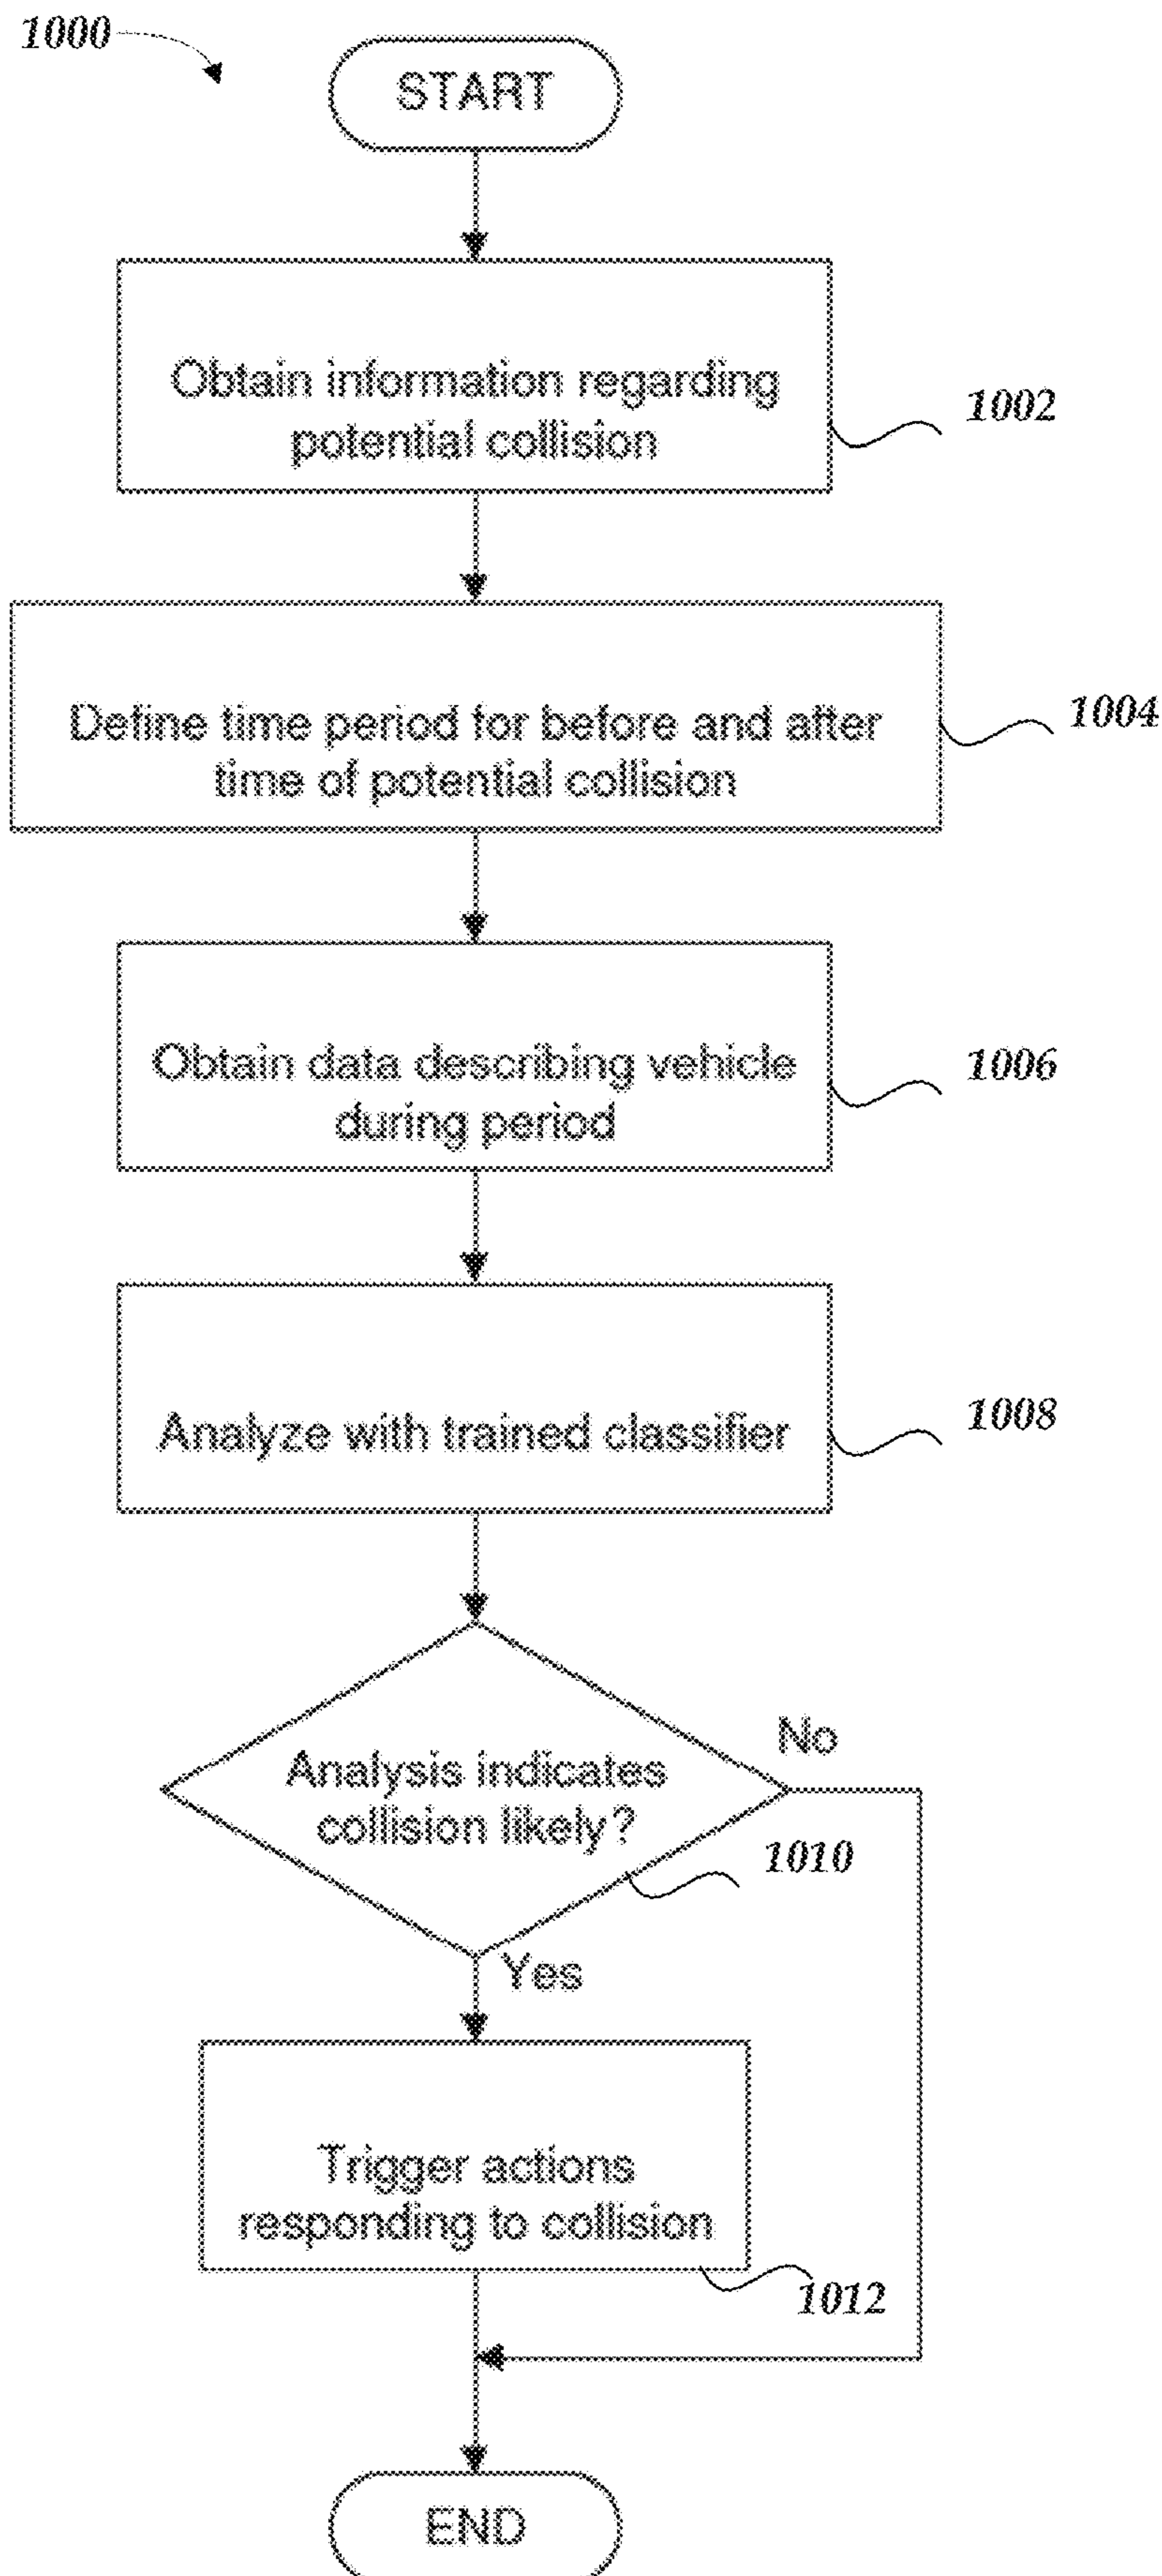 1000
START
Obtain information regarding
potential collision
1002
Define time period for before and after
time of potential collision
1004
Obtain data describing vehicle
during period
1006
Analyze with trained classifier
1008
Analysis indicates
collision likely?
No
1010
Yes
Trigger actions
responding to collision
1012
END